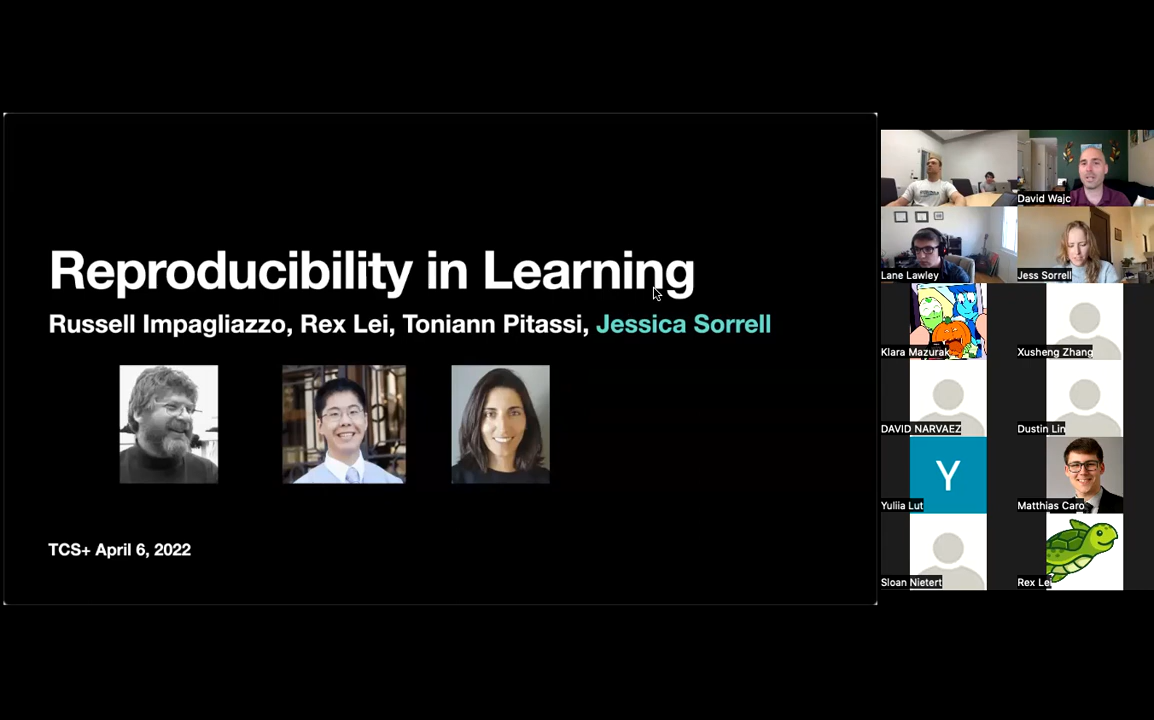 Reproducibility in Learning
Russell Impagliazzo, Rex Lei, Toniann Pitassi, Jessica Sorrell
TCS+ April 6, 2022
David Wajc
Lane Lawley
Jess Sorrell
Klara Mazurak
Xusheng Zhang
DAVID NARVAEZ
Dustin Lin
Y
Yuliia Lut
Matthias Caro
Sloan Nietert
Rex Lei